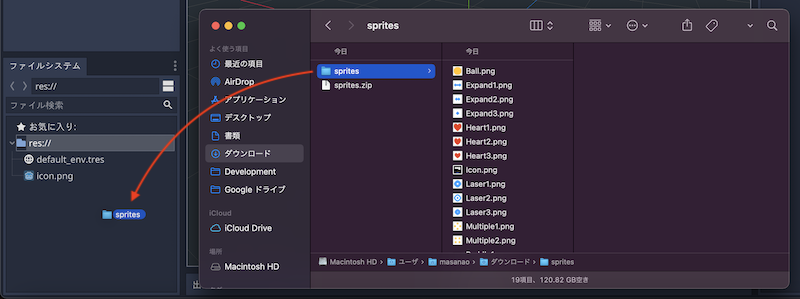 ファイルシステム
res://
ファイル検索
お気に入り:
res://
default_env.tres
icon.png
sprites
sprites
よく使う項目
最近の項目
AirDrop
アプリケーション
デスクトップ
書類
ダウンロード
Development
Google ドライブ
iCloud
iCloud Drive
場所
Macintosh HD
今日
sprites
sprites.zip
今日
Ball.png
Expand1.png
Expand2.png
Expand3.png
Heart1.png
Heart2.png
Heart3.png
Icon.png
Laser1.png
Laser2.png
Laser3.png
Multiple1.png
Multiple2.png
Macintosh HD › ユーザ › masanao › ダウンロード › sprites
19項目, 120.82 GB空き